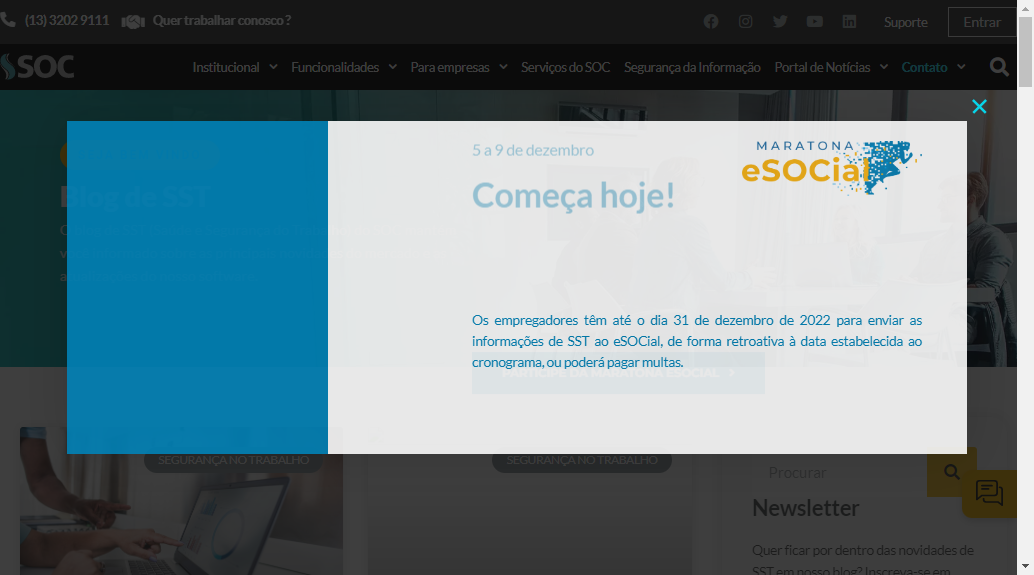 (13) 3202 9111 Quer trabalhar conosco ?
Suporte Entrar
SOC Institucional Funcionalidades Para empresas Serviços do SOC Segurança da Informação Portal de Notícias Contato
5 a 9 de dezembro
MARATONA
eSOCial
Começa hoje!
Blog de SST
Os empregadores têm até o dia 31 de dezembro de 2022 para enviar as
informações de SST ao eSOCial, de forma retroativa à data estabelecida ao
cronograma, ou poderá pagar multas.
SEGURANÇA NO TRABALHO
SEGURANÇA NO TRABALHO
Procurar
Newsletter
Quer ficar por dentro das novidades de
SST em nosso blog? Inscreva-se em